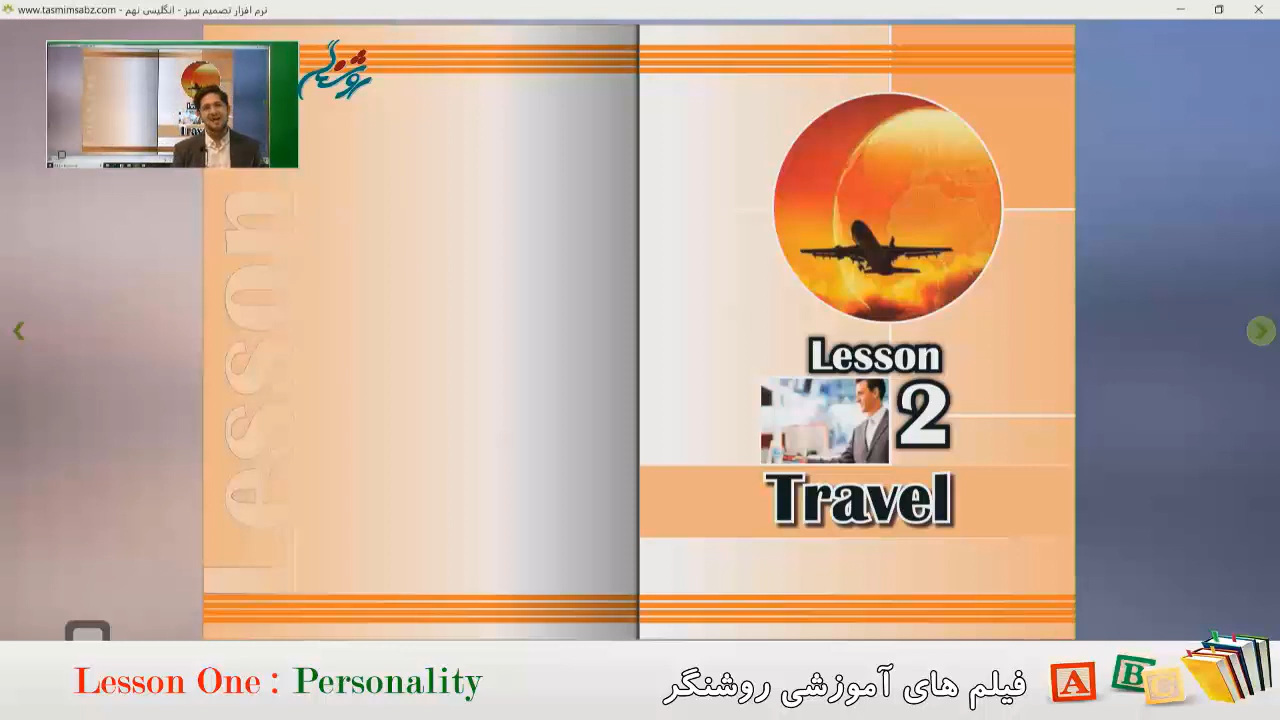 نرم افزار تصمیم سبز - انگلیسی نهم - www.tasmimsabz.com
روشنگر
Lesson
Lesson
2
Travel
Lesson One : Personality
فیلم های آموزشی روشنگر
A
B
C